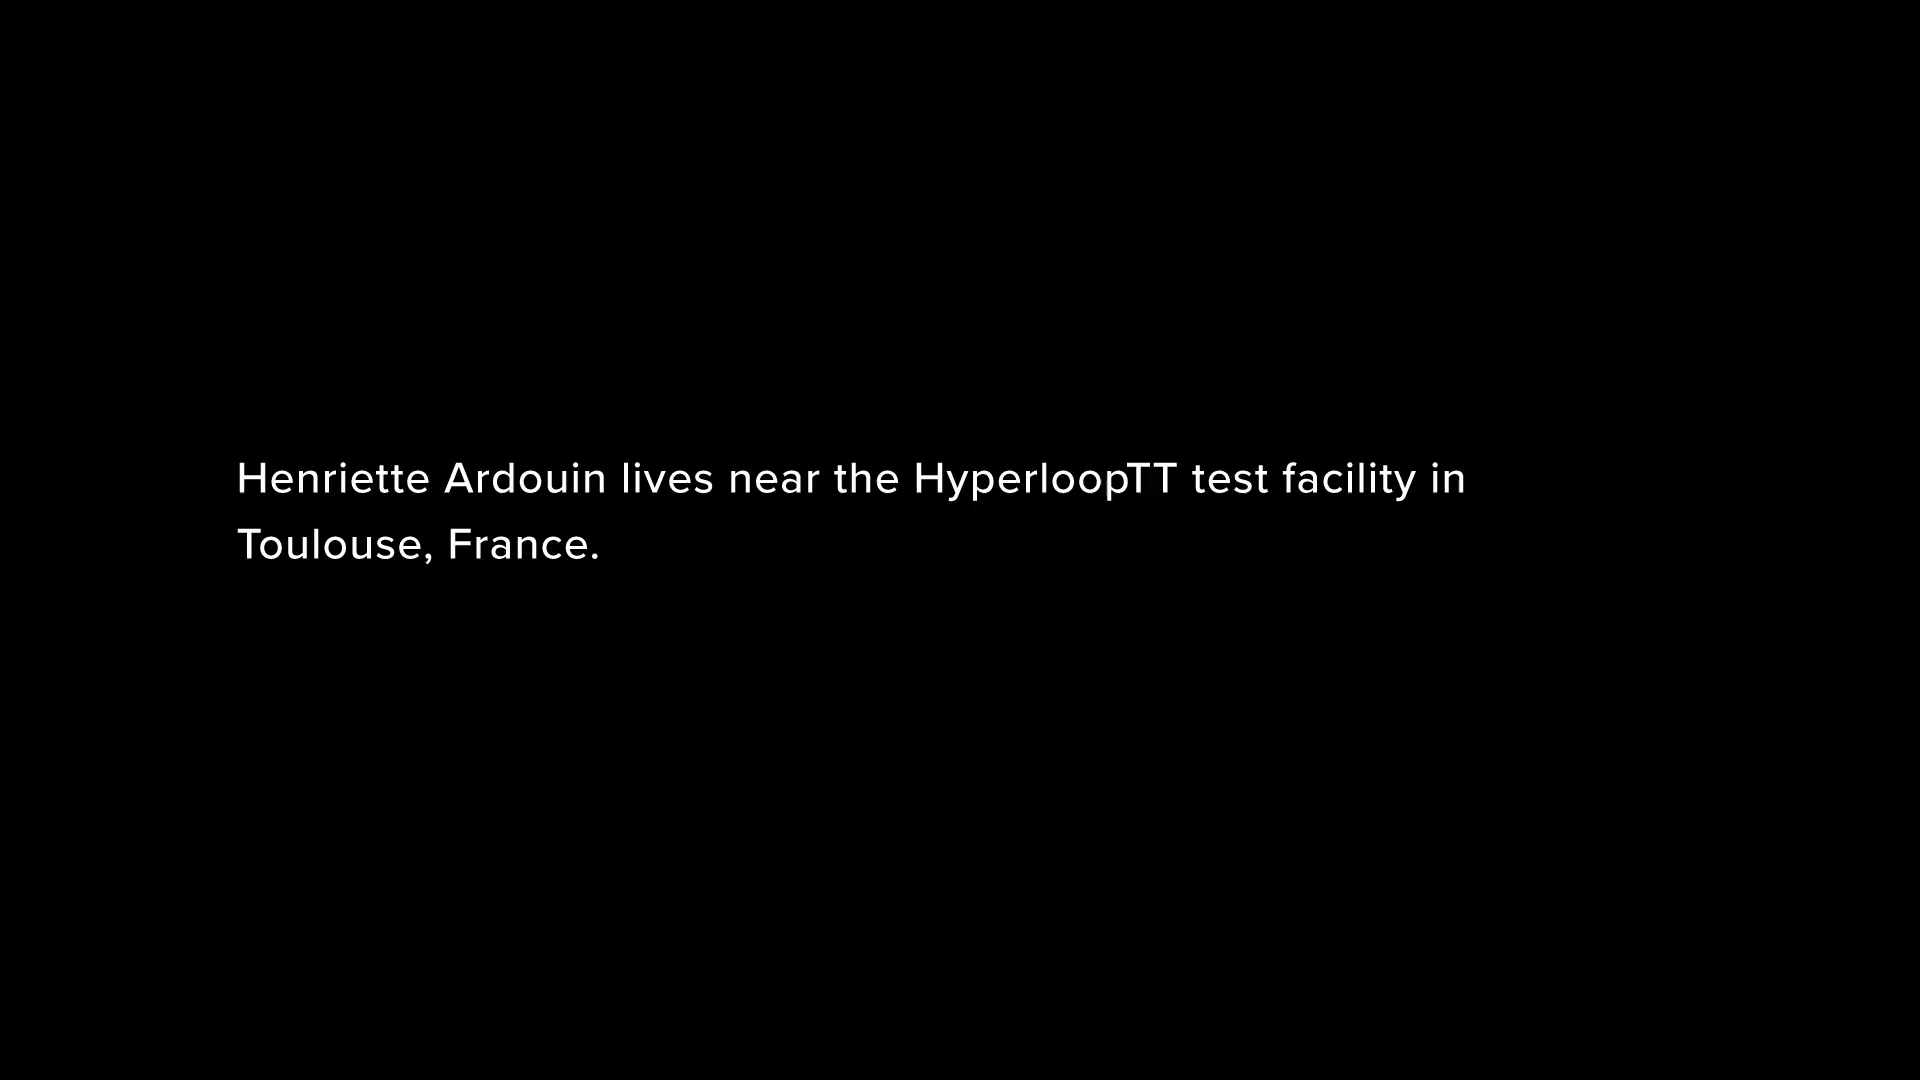 Henriette Ardouin lives near the HyperloopTT test facility in
Toulouse, France.